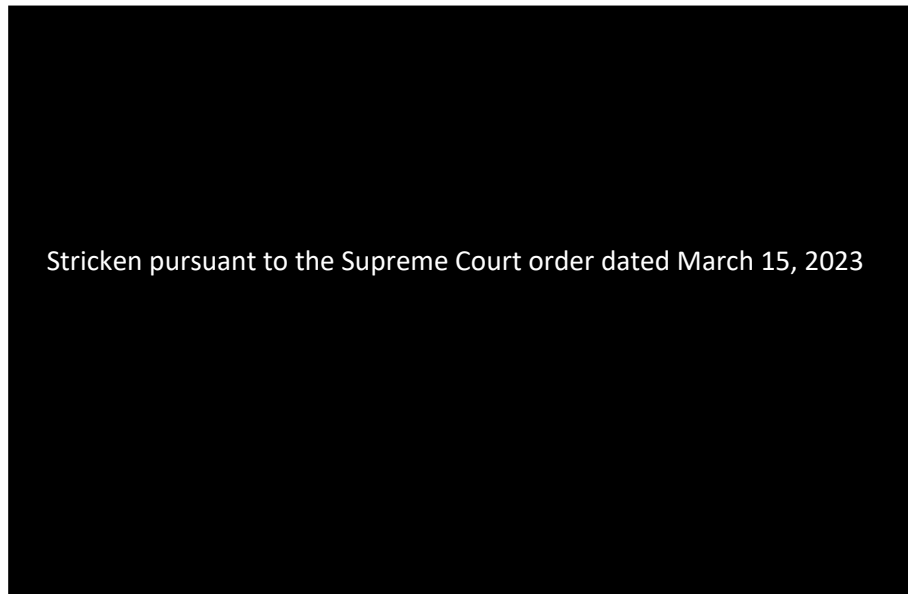 Stricken pursuant to the Supreme Court order dated March 15, 2023